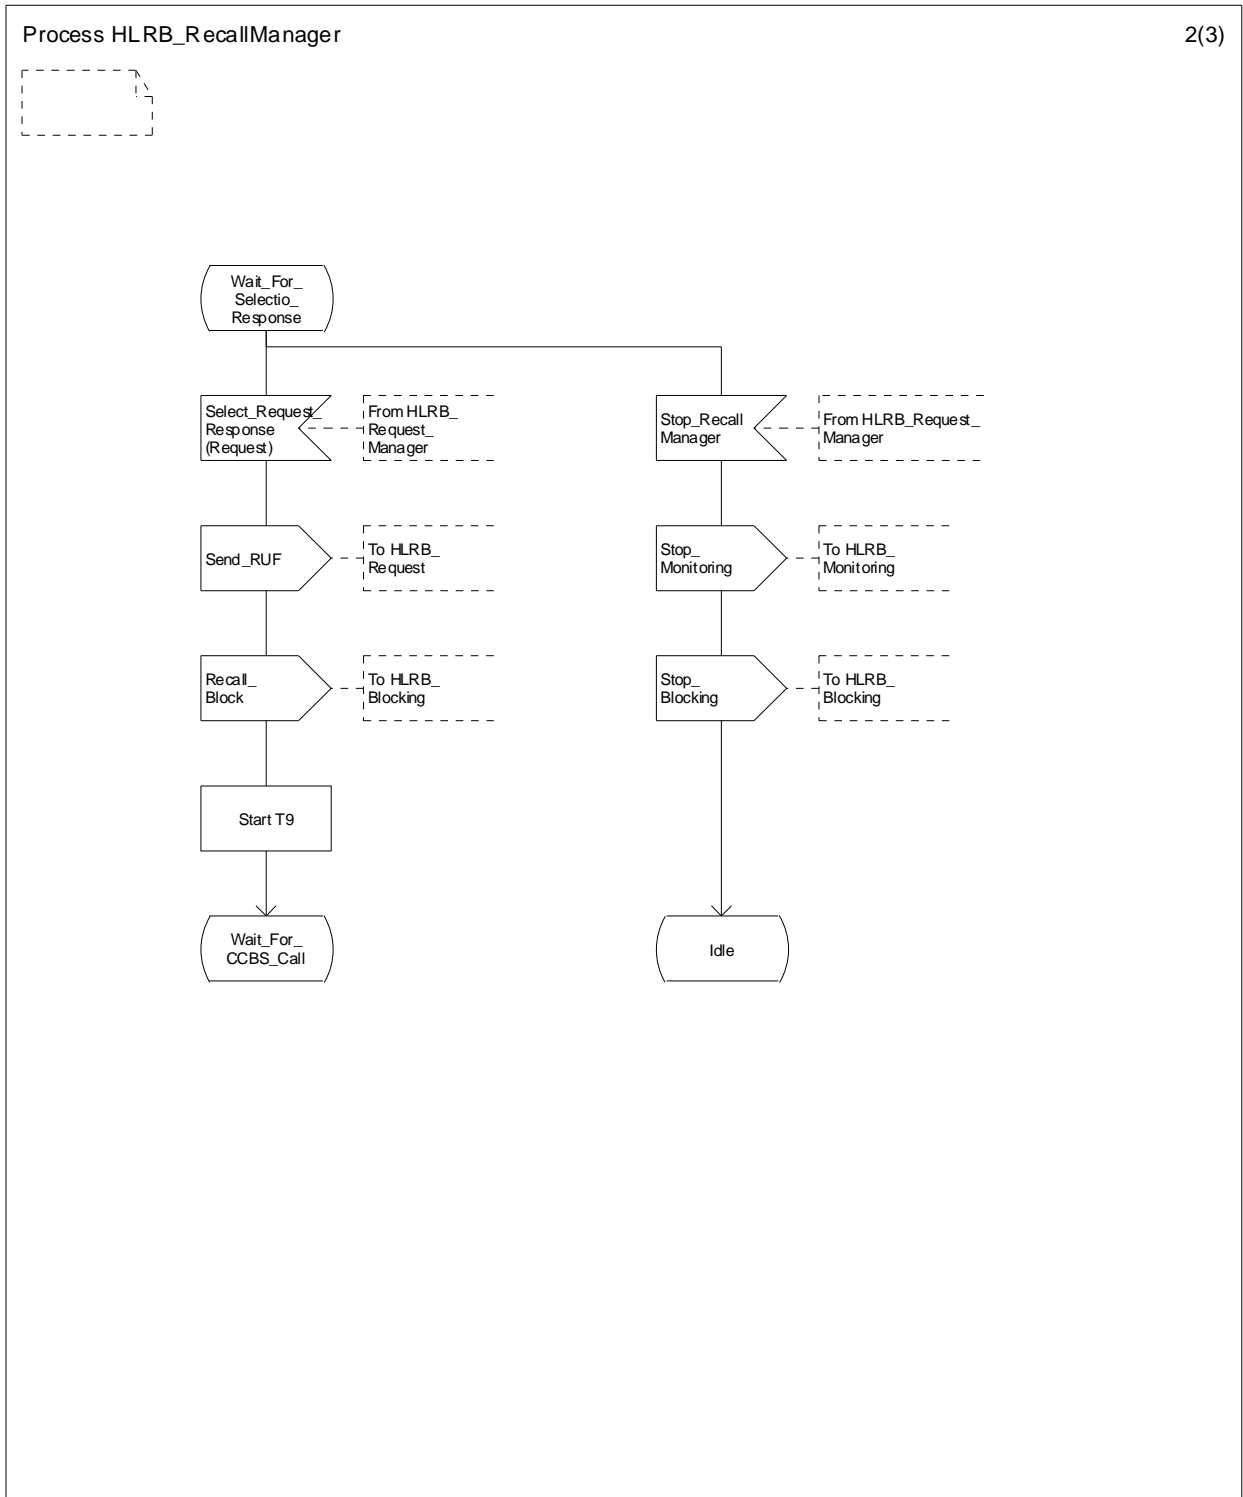 Process HLRB_RecallManager
2(3)
Wait_For_
Selectio_
Response
Select_Request_
Response
(Request)
From HLRB_
Request_
Manager
Stop_Recall
Manager
From HLRB_Request_
Manager
Send_RUF
To HLRB_
Request
Stop_
Monitoring
To HLRB_
Monitoring
Recall_
Block
To HLRB_
Blocking
Stop_
Blocking
To HLRB_
Blocking
Start T9
Wait_For_
CCBS_Call
Idle